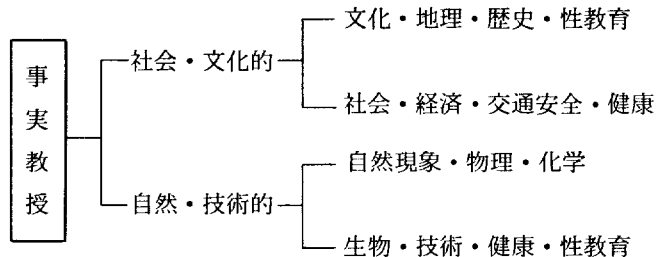 事実教授
社会・文化的
文化・地理・歴史・性教育
社会・経済・交通安全・健康
自然・技術的
自然現象・物理・化学
生物・技術・健康・性教育